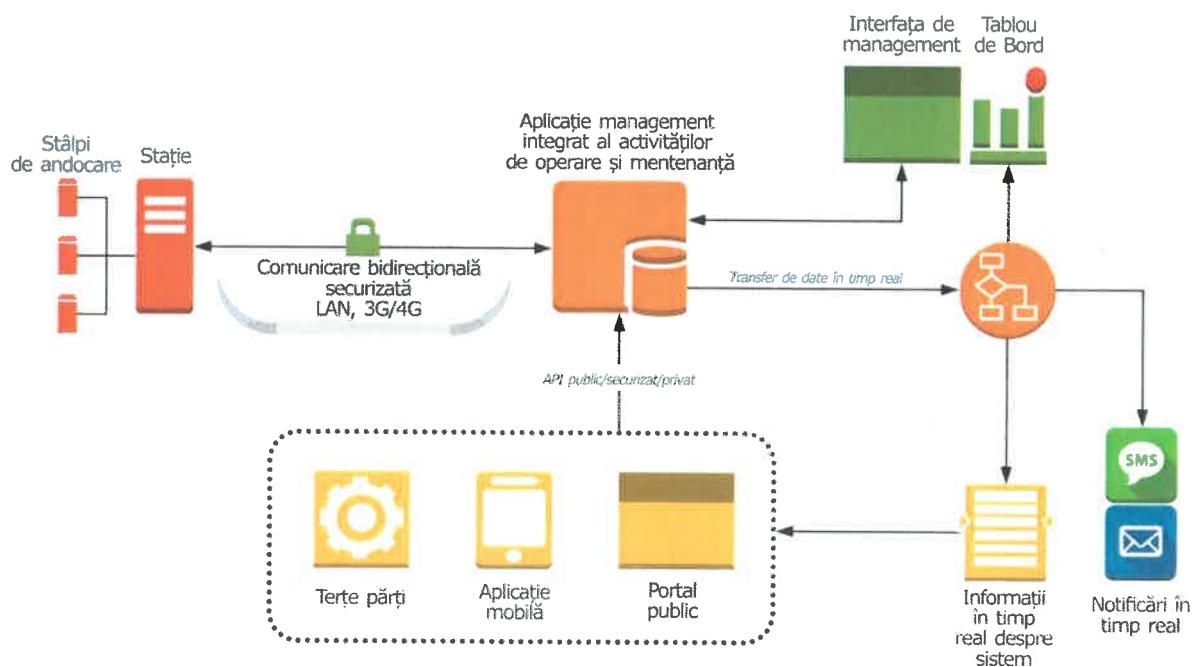 Interfața de
management
Tablou
de Bord
Aplicație management
integrat al activităților
de operare și mentenanță
Stâlpi
de andocare
Stație
Comunicare bidirecțională
securizată
LAN, 3G/4G
Transfer de date în timp real
API public/securizat/privat
SMS
Terțe părți
Aplicație
mobilă
Portal
public
Informații
în timp
real despre
sistem
Notificări în
timp real